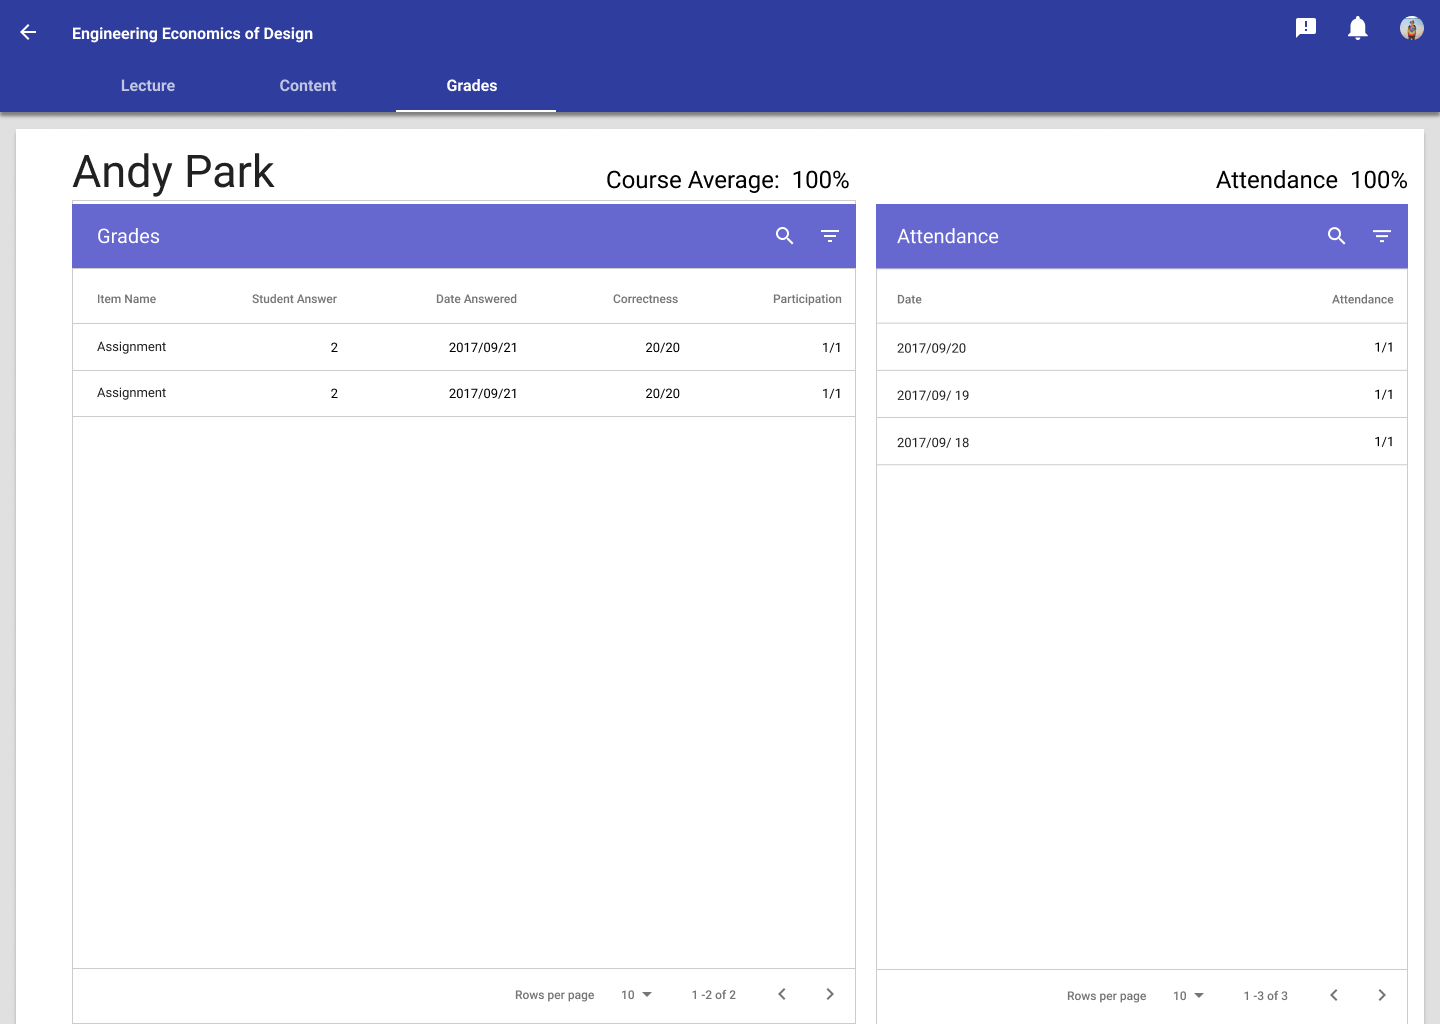 Engineering Economics of Design
Lecture Content Grades
Andy Park
Course Average: 100%
Attendance 100%
Grades
Item Name Student Answer Date Answered Correctness Participation
Assignment 2 2017/09/21 20/20 1/1
Assignment 2 2017/09/21 20/20 1/1
Rows per page 10 1 -2 of 2
Attendance
Date Attendance
2017/09/20 1/1
2017/09/ 19 1/1
2017/09/ 18 1/1
Rows per page 10 1 -3 of 3